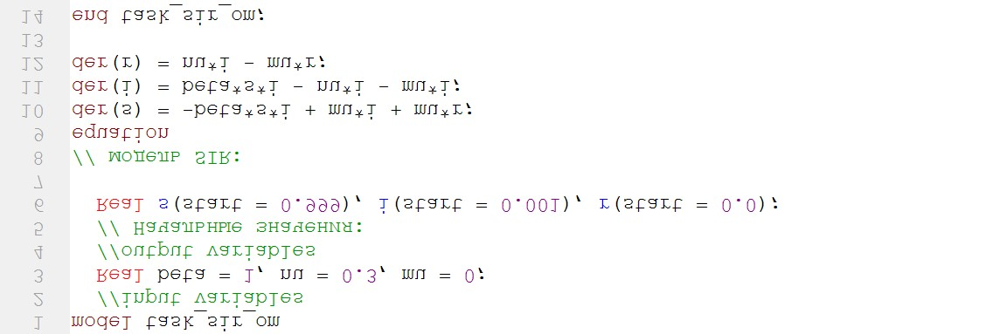 1 model task_sir_om
2 //input variables
3 Real beta = 1, nu = 0.3, mu = 0;
4 //output variables
5 // Начальные значения:
6 Real s(start = 0.999), i(start = 0.001), r(start = 0.0);
7
8 // модель SIR:
9 equation
10 der(s) = -beta*s*i + mu*i + mu*r;
11 der(i) = beta*s*i - nu*i - mu*i;
12 der(r) = nu*i - mu*r;
13
14 end task_sir_om;